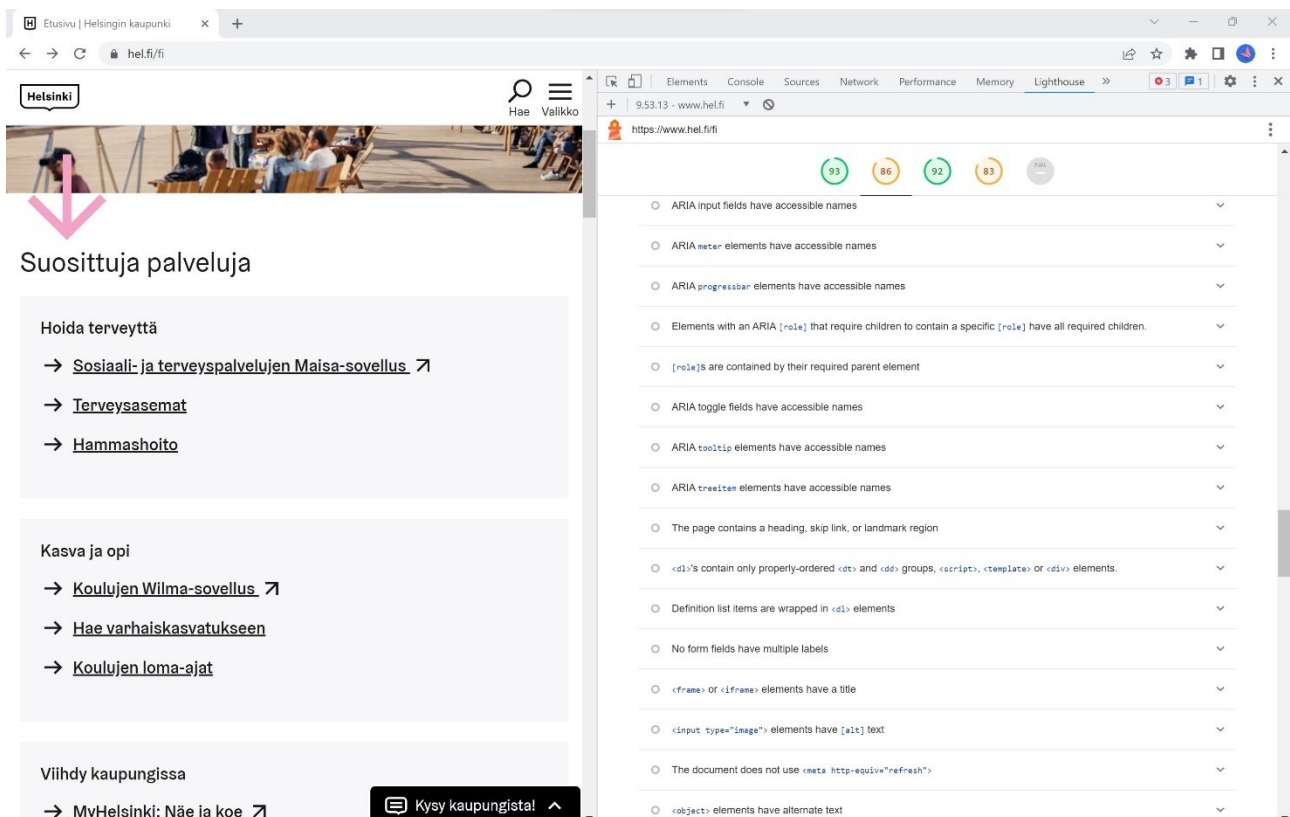 Etusivu | Helsingin kaupunki
hel.fi/fi
Helsinki
Hae Valikko
Suosittuja palveluja
Hoida terveyttä
Sosiaali- ja terveyspalvelujen Maisa-sovellus
Terveysasemat
Hammashoito
Kasva ja opi
Koulujen Wilma-sovellus
Hae varhaiskasvatukseen
Koulujen loma-ajat
Viihdy kaupungissa
MyHelsinki: Näe ja koe
Kysy kaupungista!
Elements Console Sources Network Performance Memory Lighthouse 3 1
9.53.13 - www.hel.fi
https://www.hel.fi/fi
93 86 92 83 PWA
ARIA input fields have accessible names
ARIA meter elements have accessible names
ARIA progressbar elements have accessible names
Elements with an ARIA [role] that require children to contain a specific [role] have all required children.
[role]s are contained by their required parent element
ARIA toggle fields have accessible names
ARIA tooltip elements have accessible names
ARIA treeitem elements have accessible names
The page contains a heading, skip link, or landmark region
<dl>'s contain only properly-ordered <dt> and <dd> groups, <script>, <template> or <div> elements.
Definition list items are wrapped in <dl> elements
No form fields have multiple labels
<frame> or <iframe> elements have a title
<input type="image"> elements have [alt] text
The document does not use <meta http-equiv="refresh">
<object> elements have alternate text